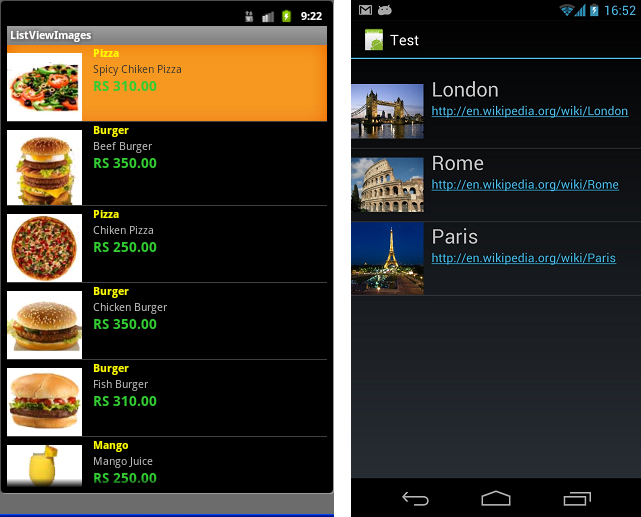 9:22
ListViewImages
Pizza
Spicy Chiken Pizza
RS 310.00
Burger
Beef Burger
RS 350.00
Pizza
Chiken Pizza
RS 250.00
Burger
Chicken Burger
RS 350.00
Burger
Fish Burger
RS 310.00
Mango
Mango Juice
RS 250.00
16:52
Test
London
http://en.wikipedia.org/wiki/London
Rome
http://en.wikipedia.org/wiki/Rome
Paris
http://en.wikipedia.org/wiki/Paris